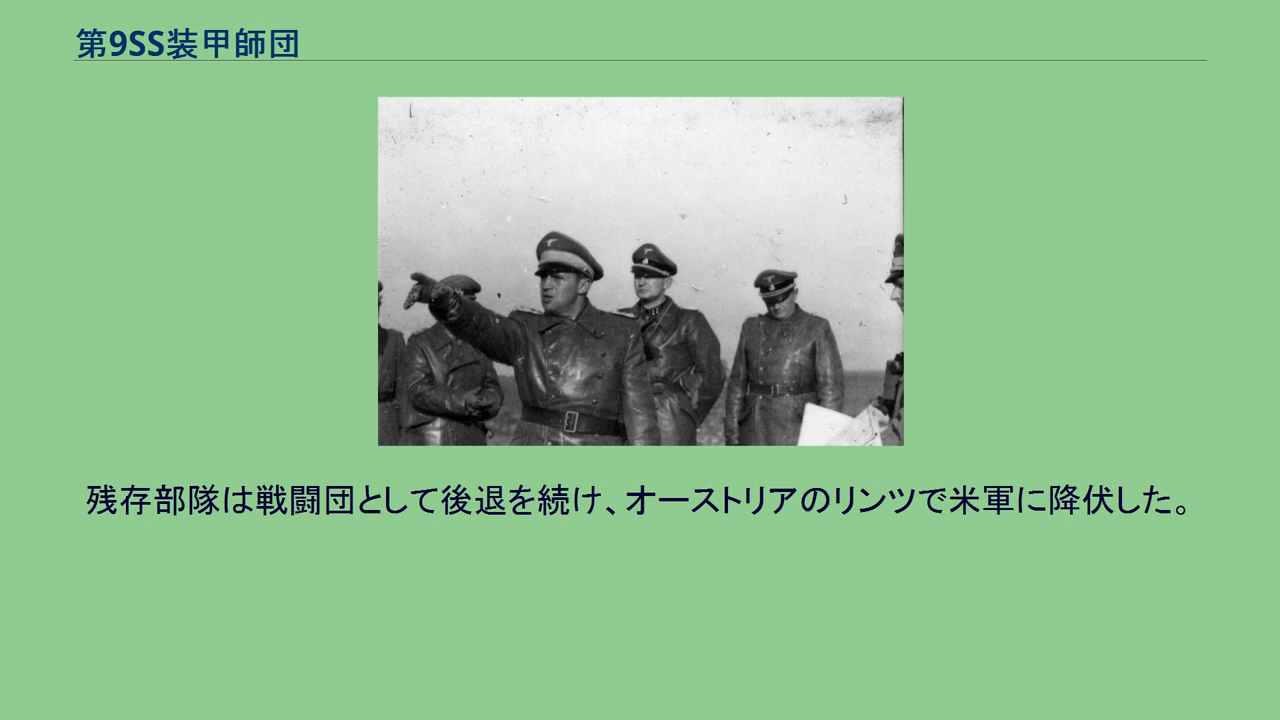 第9SS装甲師団
残存部隊は戦闘団として後退を続け、オーストリアのリンツで米軍に降伏した。